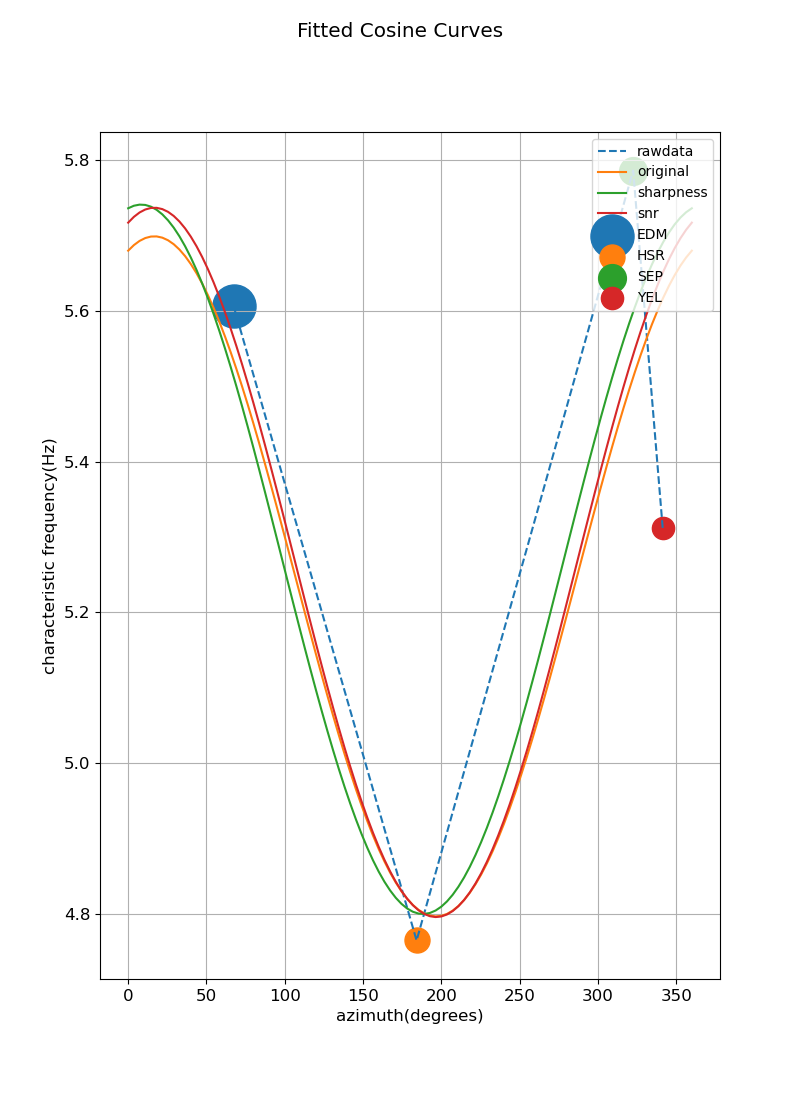 Fitted Cosine Curves
characteristic frequency(Hz)
5.8
5.6
5.4
5.2
5.0
4.8
rawdata
original
sharpness
snr
EDM
HSR
SEP
YEL
0 50 100 150 200 250 300 350
azimuth(degrees)